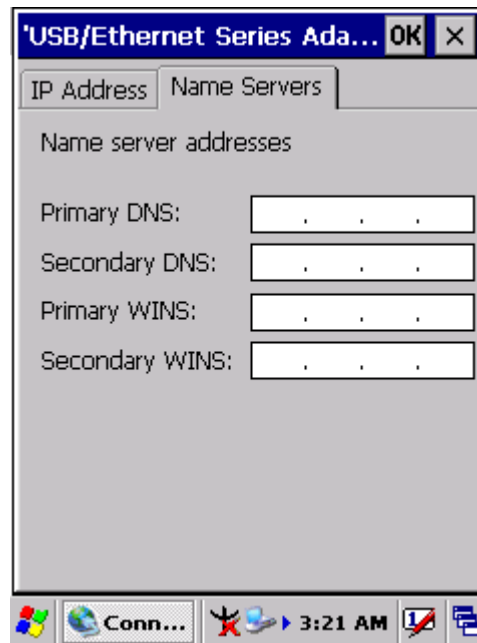 'USB/Ethernet Series Ada... OK ×
IP Address Name Servers
Name server addresses
Primary DNS: . . .
Secondary DNS: . . .
Primary WINS: . . .
Secondary WINS: . . .
Conn... 3:21 AM 1